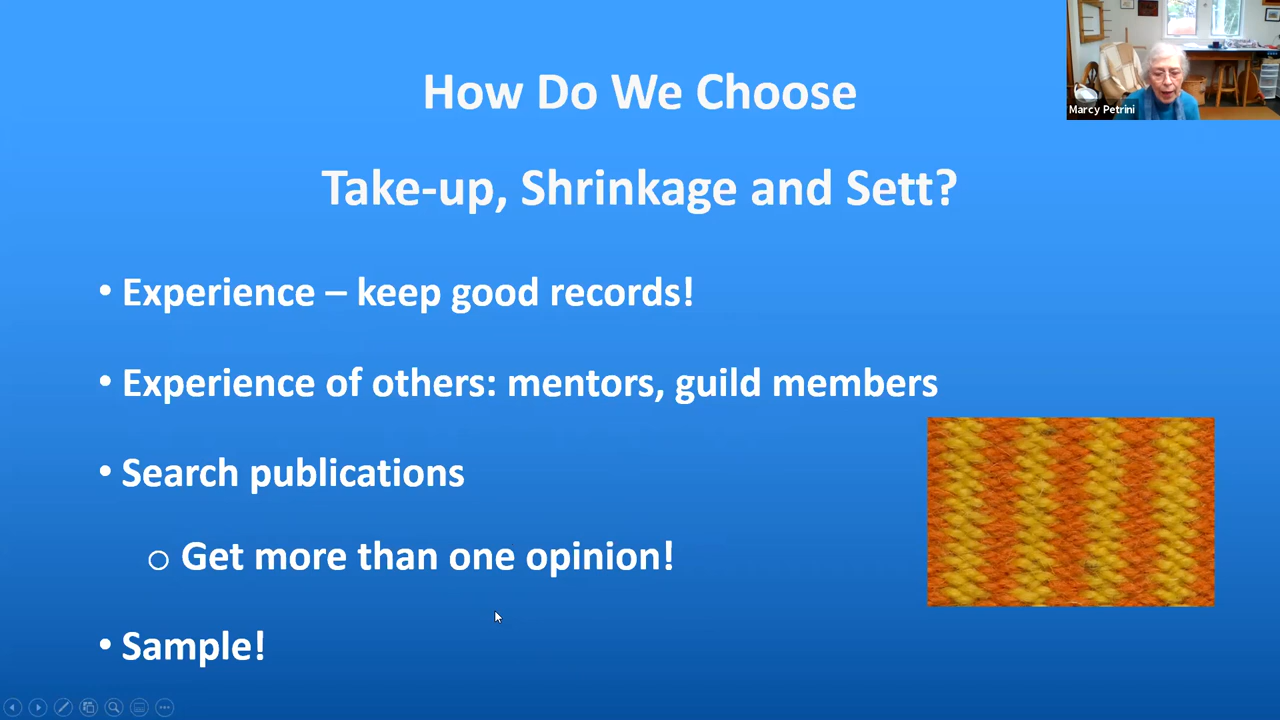 How Do We Choose
Take-up, Shrinkage and Sett?
Marcy Petrini
• Experience – keep good records!
• Experience of others: mentors, guild members
• Search publications
o Get more than one opinion!
• Sample!